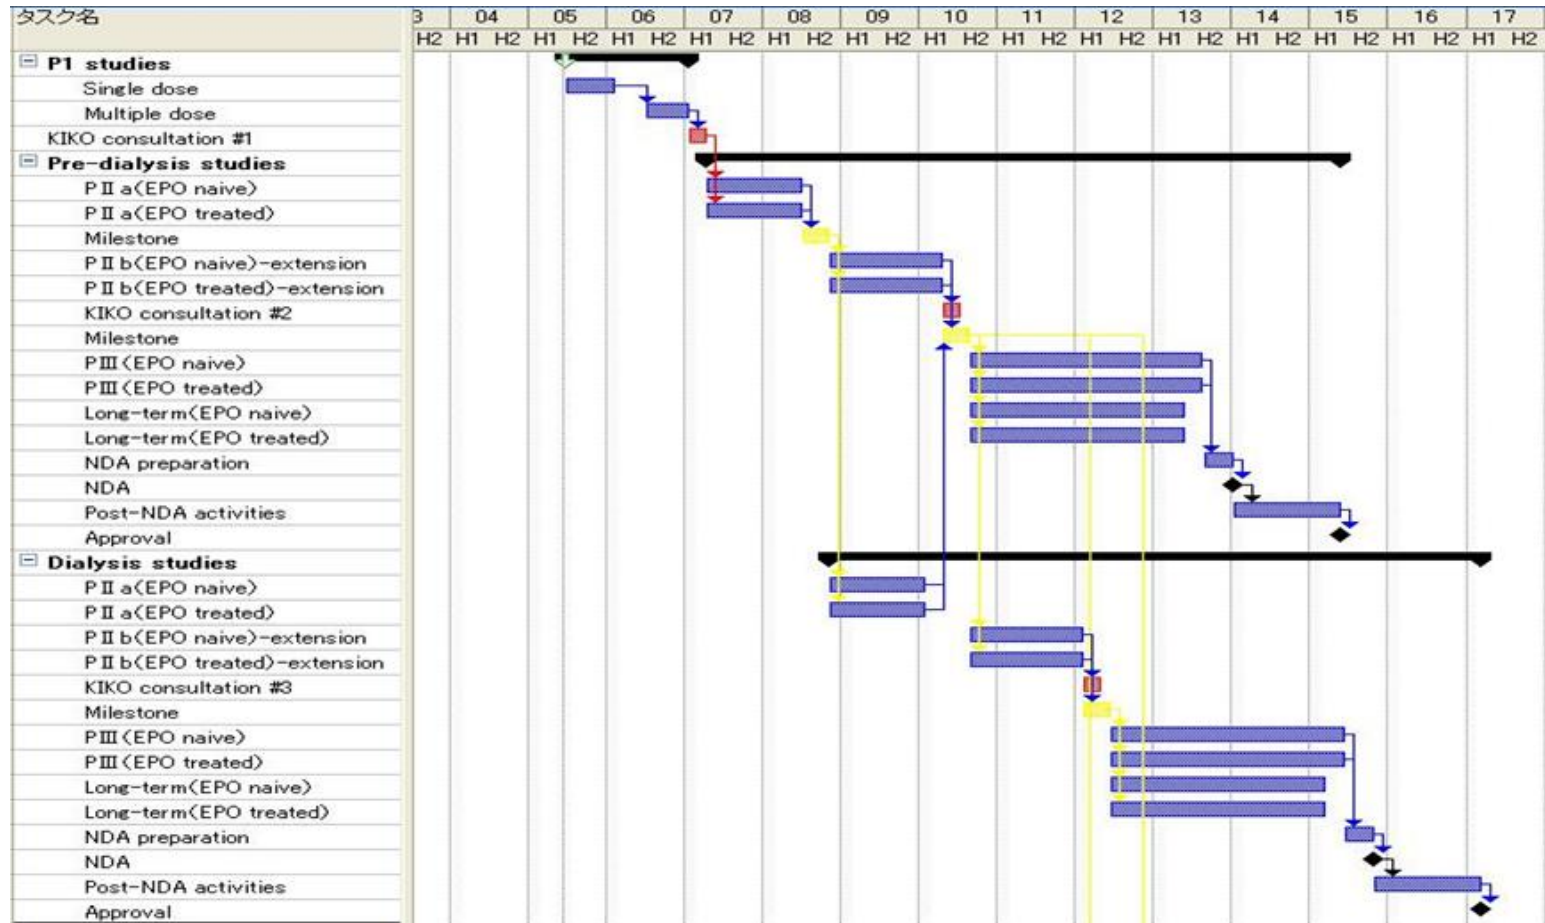 タスク名
3 04 05 06 07 08 09 10 11 12 13 14 15 16 17
H2 H1 H2 H1 H2 H1 H2 H1 H2 H1 H2 H1 H2 H1 H2 H1 H2 H1 H2 H1 H2 H1 H2 H1 H2 H1 H2 H1 H2
P1 studies
Single dose
Multiple dose
KIKO consultation #1
Pre-dialysis studies
PⅡa(EPO naive)
PⅡa(EPO treated)
Milestone
PⅡb(EPO naive)-extension
PⅡb(EPO treated)-extension
KIKO consultation #2
Milestone
PⅢ(EPO naive)
PⅢ(EPO treated)
Long-term(EPO naive)
Long-term(EPO treated)
NDA preparation
NDA
Post-NDA activities
Approval
Dialysis studies
PⅡa(EPO naive)
PⅡa(EPO treated)
PⅡb(EPO naive)-extension
PⅡb(EPO treated)-extension
KIKO consultation #3
Milestone
PⅢ(EPO naive)
PⅢ(EPO treated)
Long-term(EPO naive)
Long-term(EPO treated)
NDA preparation
NDA
Post-NDA activities
Approval